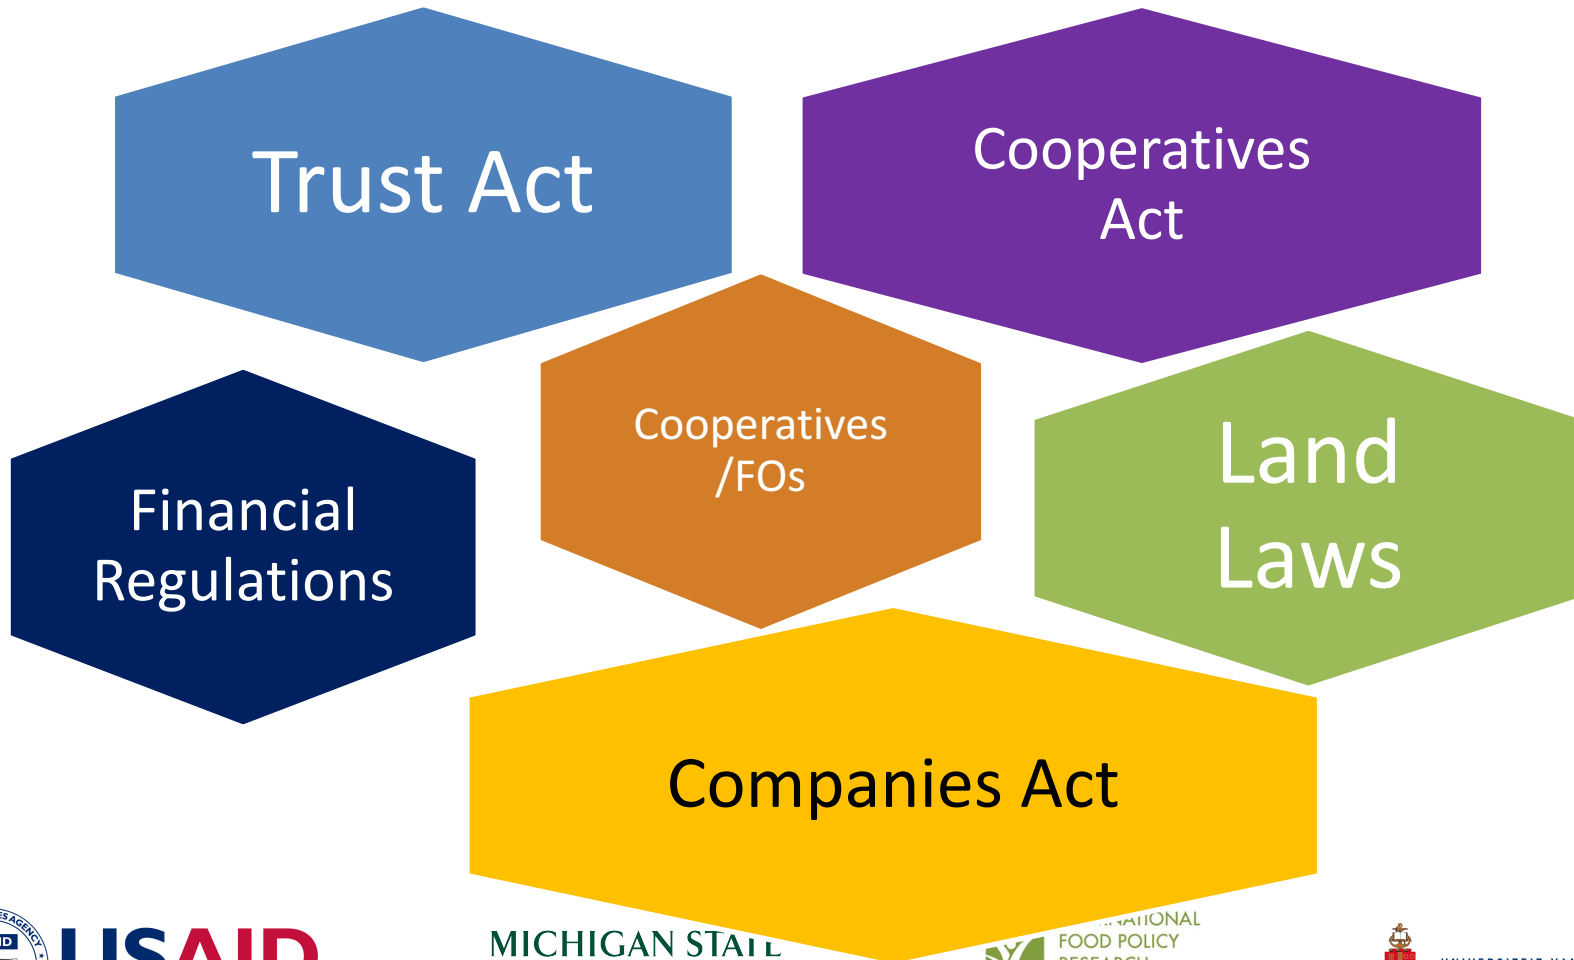 Trust Act
Cooperatives
Act
Cooperatives
/FOs
Financial
Regulations
Land
Laws
Companies Act
USAID
MICHIGAN STATE
FOOD POLICY